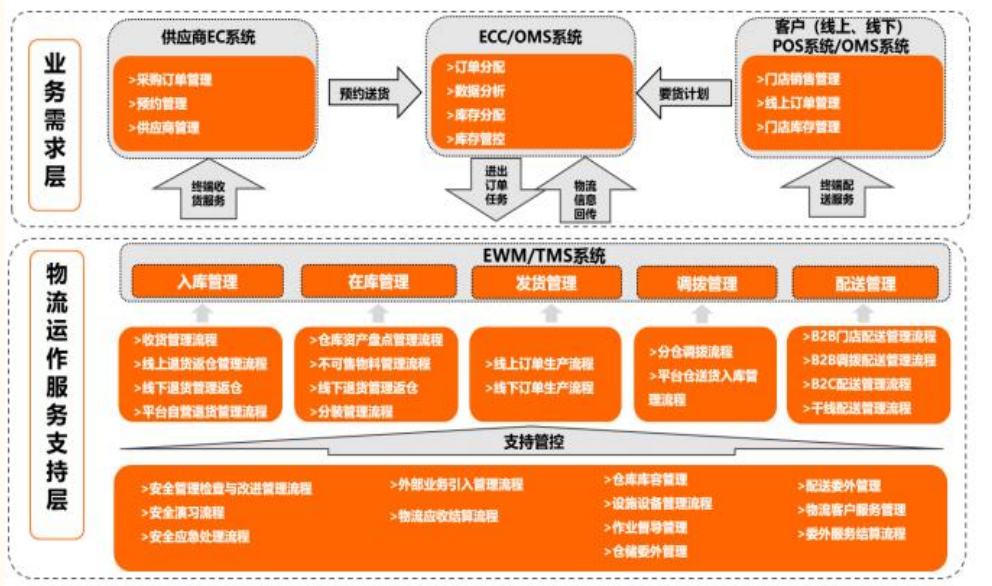 业务需求层
供应商EC系统
>采购订单管理
>预约管理
>供应商管理
预约送货
ECC/OMS系统
>订单分配
>数据分析
>库存分配
>库存管控
要货计划
客户（线上、线下）
POS系统/OMS系统
>门店销售管理
>线上订单管理
>门店库存管理
终端收
货服务
进出
订单
任务
物流
信息
回传
终端配
送服务
物流运作服务支持层
EWM/TMS系统
入库管理
在库管理
发货管理
调拨管理
配送管理
>收货管理流程
>线上退货返仓管理流程
>线下退货管理返仓
>平台自营退货管理流程
>仓库资产盘点管理流程
>不可售物料管理流程
>线下退货管理返仓
>分装管理流程
>线上订单生产流程
>线下订单生产流程
>分仓调拨流程
>平台仓送货入库管
理流程
>B2B门店配送管理流程
>B2B调拨配送管理流程
>B2C配送管理流程
>干线配送管理流程
支持管控
>安全管理检查与改进管理流程
>安全演习流程
>安全应急处理流程
>外部业务引入管理流程
>物流应收结算流程
>仓库库容管理
>设施设备管理流程
>作业督导管理
>仓储委外管理
>配送委外管理
>物流客户服务管理
>委外服务结算流程